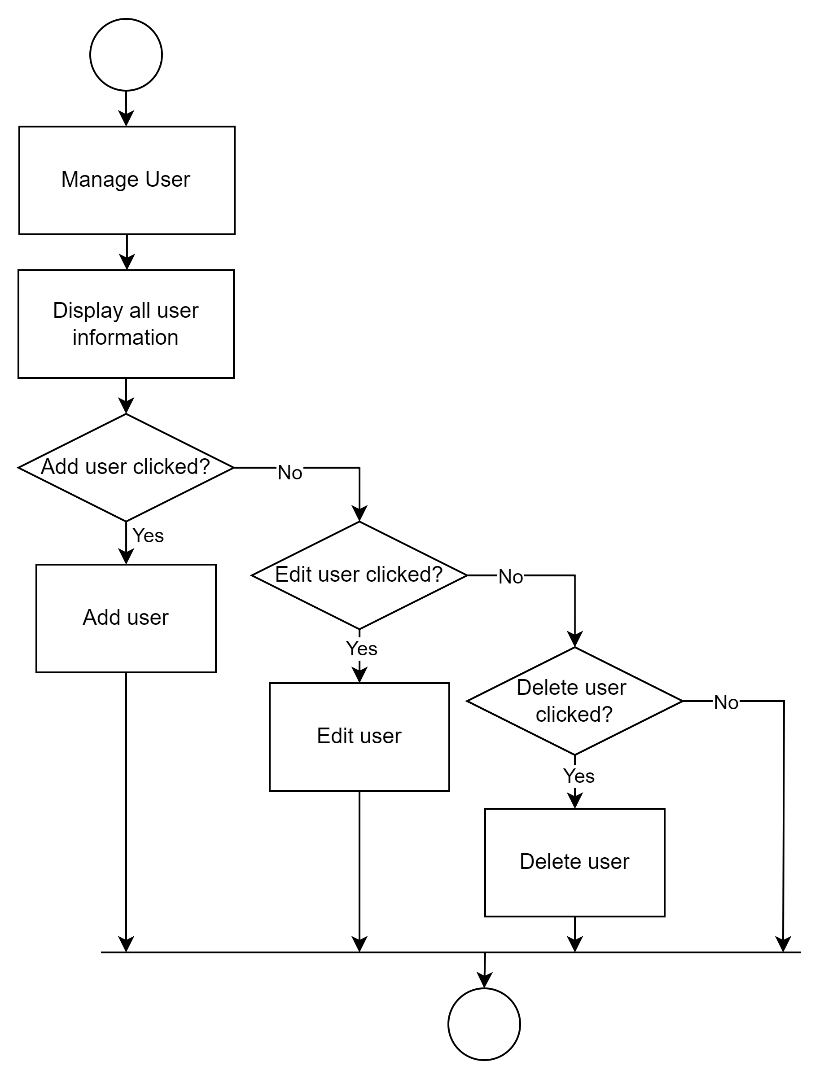 Manage User
Display all user
information
Add user clicked?
No
Yes
Add user
Edit user clicked?
No
Yes
Edit user
Delete user
clicked?
No
Yes
Delete user